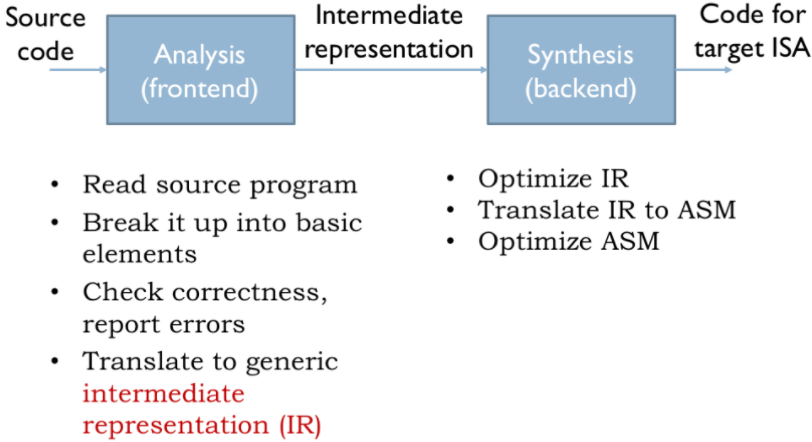 Source
code
Analysis
(frontend)
Intermediate
representation
Synthesis
(backend)
Code for
target ISA
• Read source program
• Break it up into basic
elements
• Check correctness,
report errors
• Translate to generic
intermediate
representation (IR)
• Optimize IR
• Translate IR to ASM
• Optimize ASM